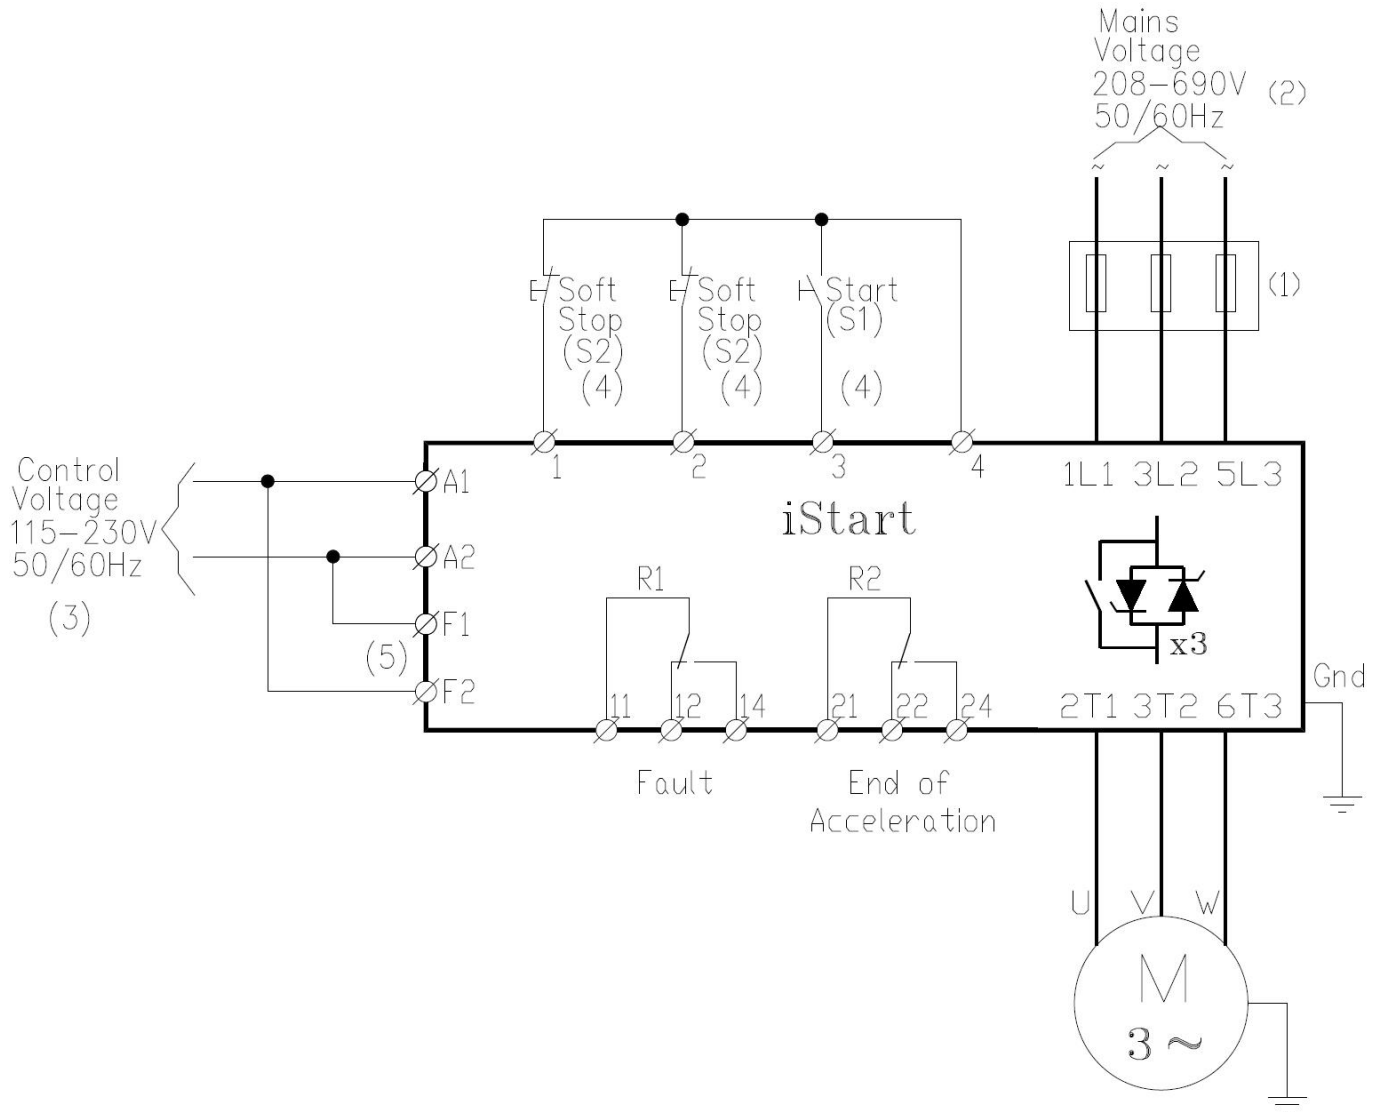 Mains
Voltage
208-690V
50/60Hz
(2)
(1)
Soft
Stop
(S2)
(4)
Soft
Stop
(S2)
(4)
Start
(S1)
(4)
1
2
3
4
1L1 3L2 5L3
Control
Voltage
115-230V
50/60Hz
(3)
A1
A2
F1
(5)
F2
iStart
R1
R2
x3
11
12
14
21
22
24
2T1 3T2 6T3
Gnd
Fault
End of
Acceleration
U V W
M
3 ~